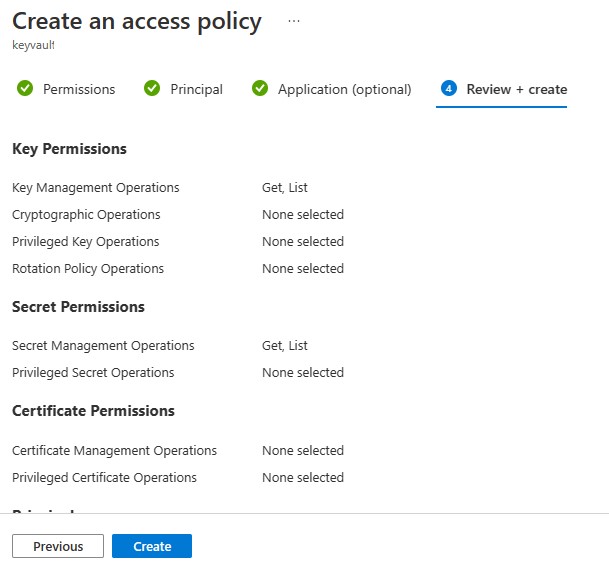 Create an access policy ...
keyvault
Permissions Principal Application (optional) 4 Review + create
Key Permissions
Key Management Operations Get, List
Cryptographic Operations None selected
Privileged Key Operations None selected
Rotation Policy Operations None selected
Secret Permissions
Secret Management Operations Get, List
Privileged Secret Operations None selected
Certificate Permissions
Certificate Management Operations None selected
Privileged Certificate Operations None selected
Previous Create